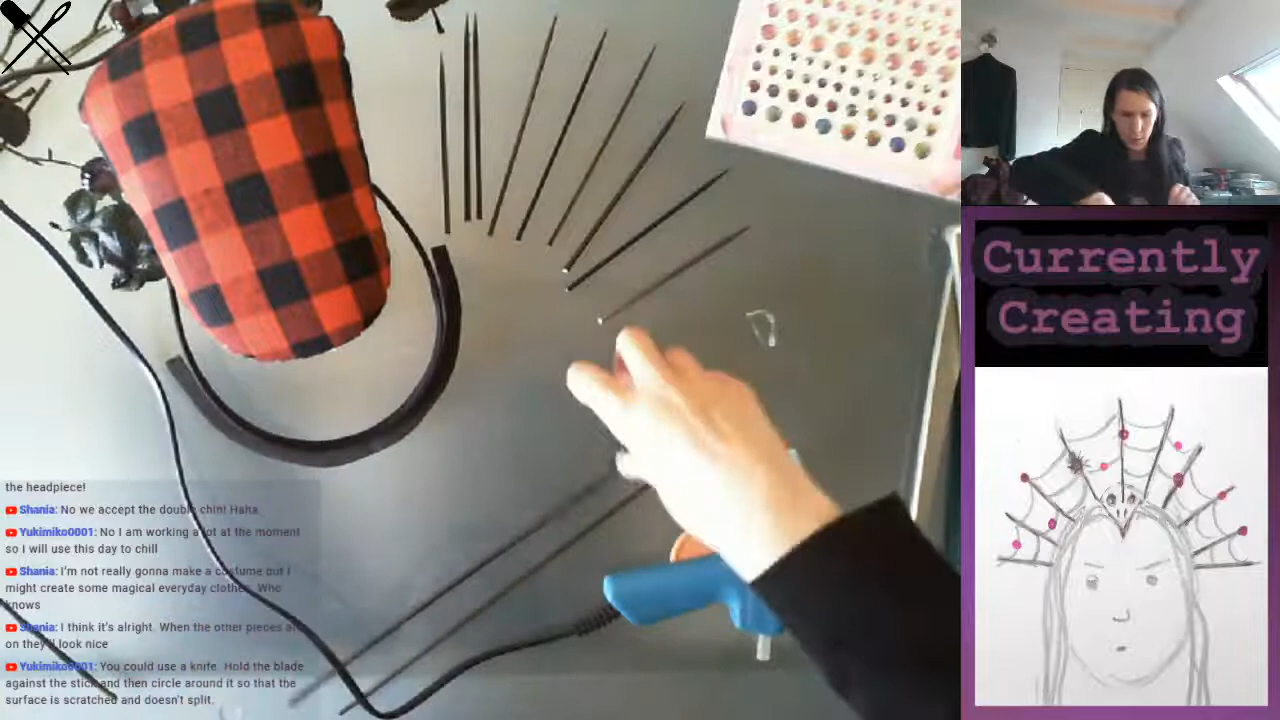 the headpiece!
Shania: No we accept the double chin! Haha
Yukimiko0001: No I am working a lot at the moment
so i will use this day to chill
Shania: I'm not really gonna make a costume but I
might create some magical everyday clothes. Who
knows
Shania: I think it's alright. When the other pieces are
on they'll look nice
Yukimiko0001: You could use a knife. Hold the blade
against the stick and then circle around it so that the
surface is scratched and doesn't split.
Currently
Creating